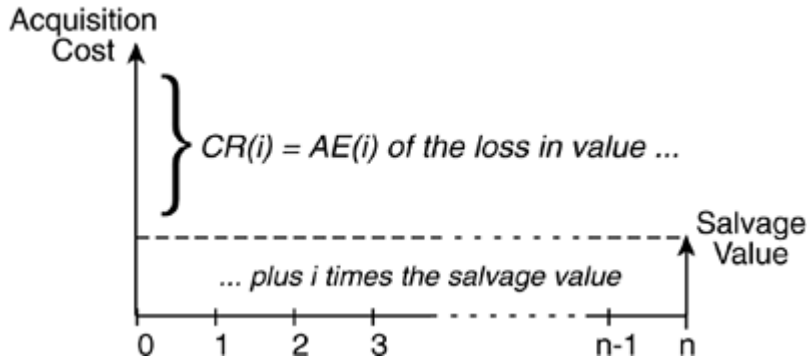 Acquisition
Cost
CR(i) = AE(i) of the loss in value ...
Salvage
Value
... plus i times the salvage value
0 1 2 3 n-1 n